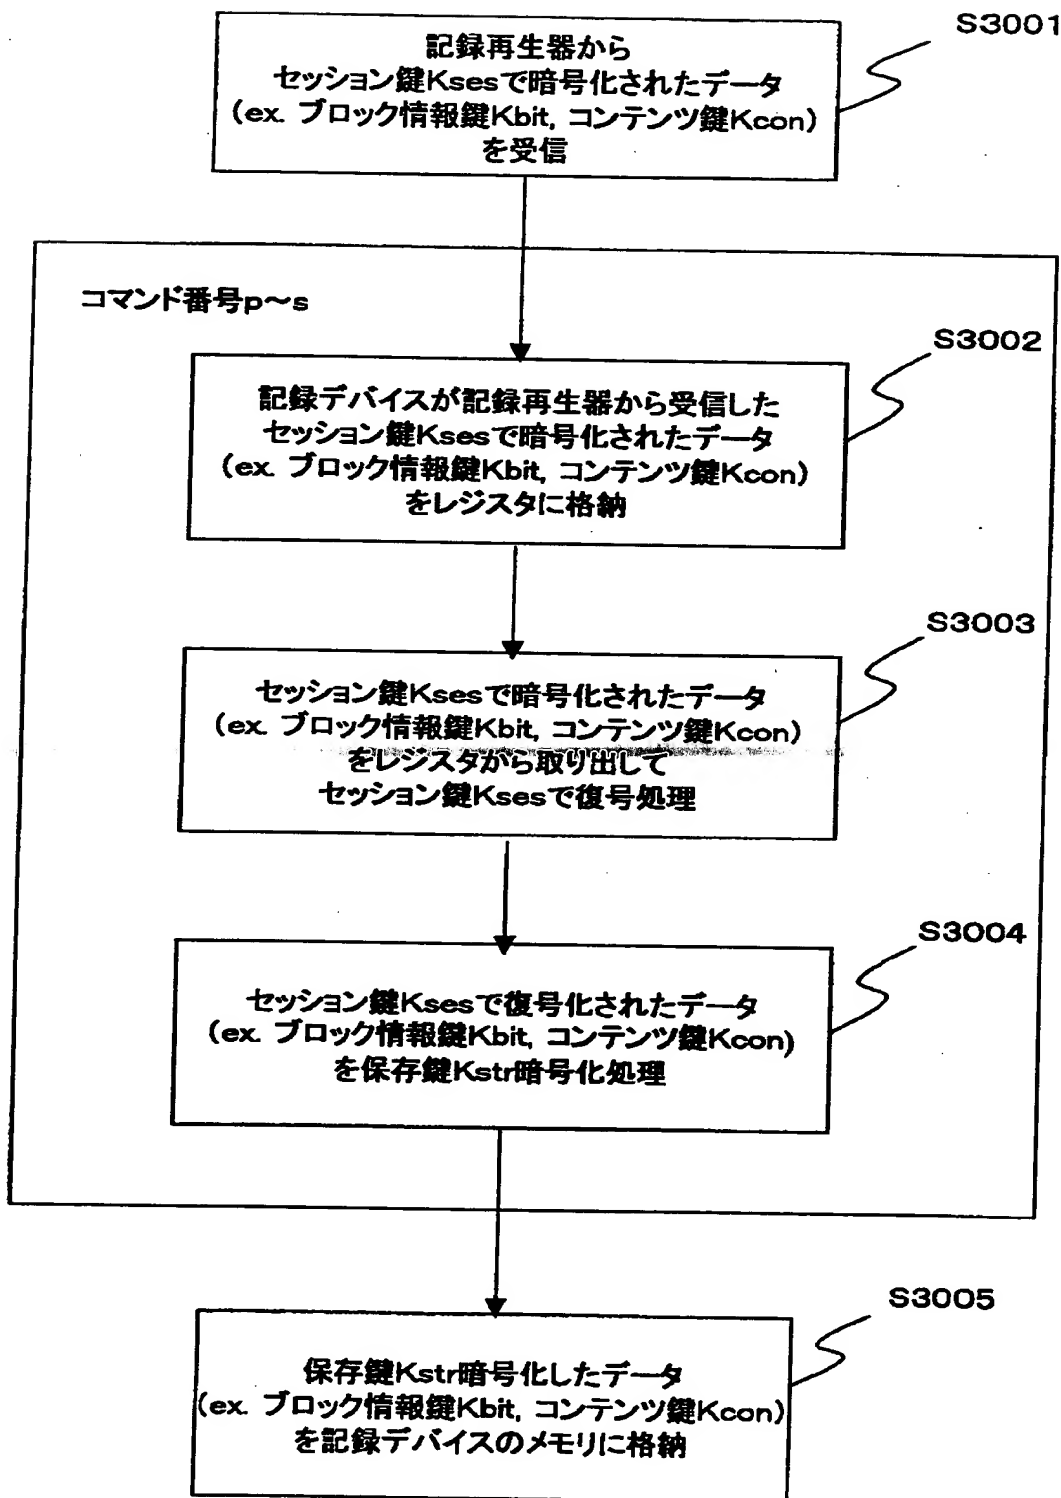 S3001
記録再生器から
セッション鍵Ksesで暗号化されたデータ
(ex. ブロック情報鍵Kbit, コンテンツ鍵Kcon)
を受信
コマンド番号p～s
S3002
記録デバイスが記録再生器から受信した
セッション鍵Ksesで暗号化されたデータ
(ex. ブロック情報鍵Kbit, コンテンツ鍵Kcon)
をレジスタに格納
S3003
セッション鍵Ksesで暗号化されたデータ
(ex. ブロック情報鍵Kbit, コンテンツ鍵Kcon)
をレジスタから取り出して
セッション鍵Ksesで復号処理
S3004
セッション鍵Ksesで復号化されたデータ
(ex. ブロック情報鍵Kbit, コンテンツ鍵Kcon)
を保存鍵Kstr暗号化処理
S3005
保存鍵Kstr暗号化したデータ
(ex. ブロック情報鍵Kbit, コンテンツ鍵Kcon)
を記録デバイスのメモリに格納